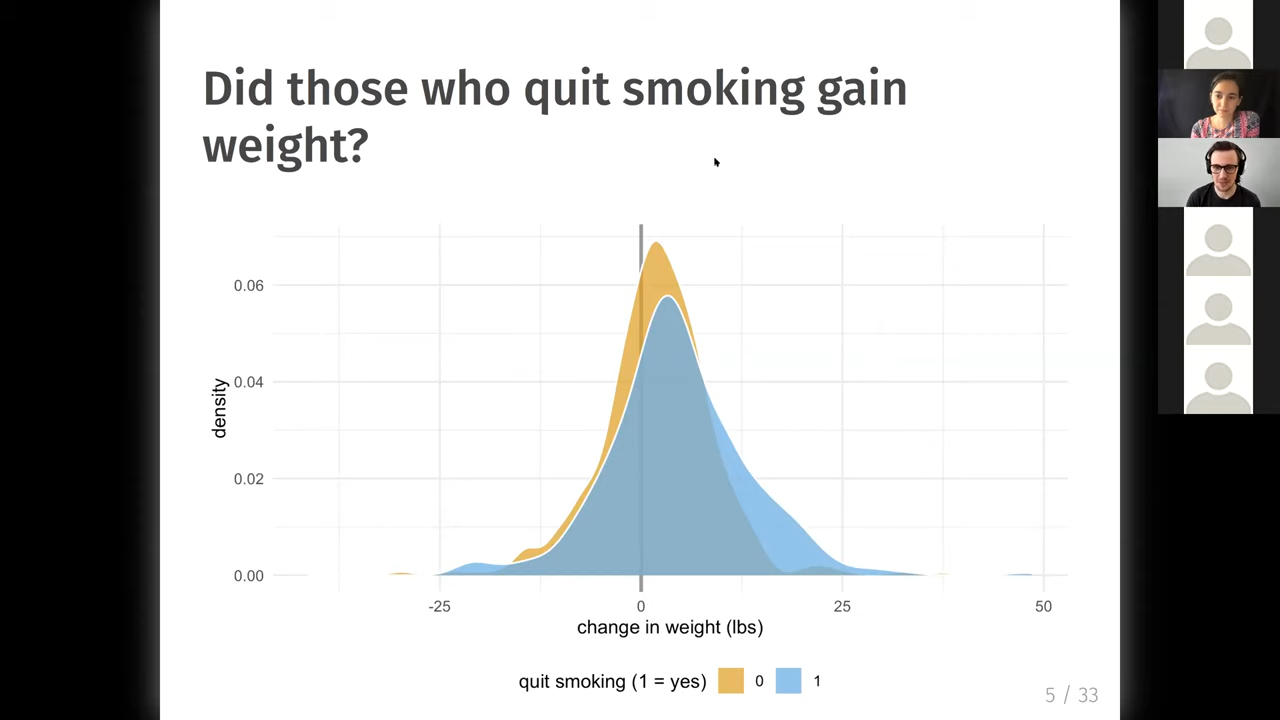 Did those who quit smoking gain
weight?
density
0.06
0.04
0.02
0.00
-25
0
25
50
change in weight (lbs)
quit smoking (1 = yes) 0 1
5 / 33